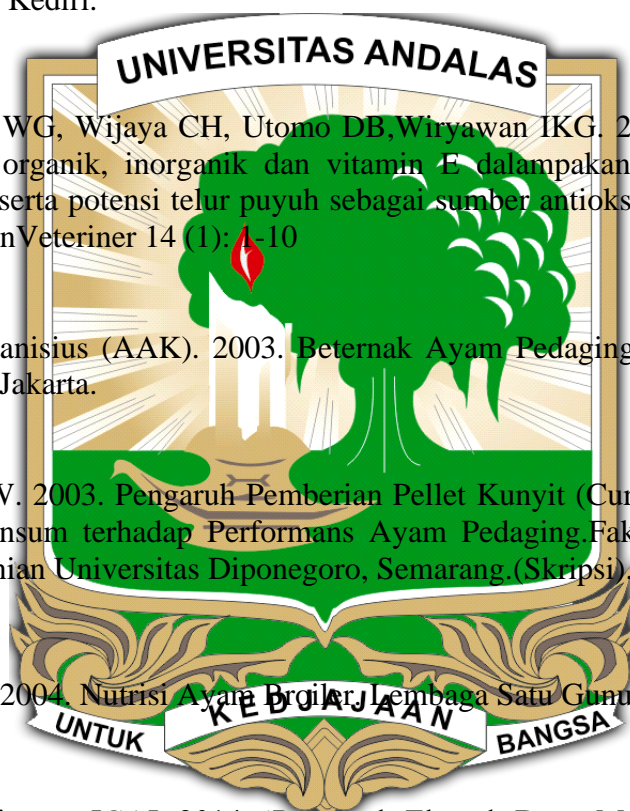 Kediri.
UNIVERSITAS ANDALAS
WG, Wijaya CH, Utomo DB,Wiryawan IKG. 2
organik, inorganik dan vitamin E dalampakan
serta potensi telur puyuh sebagai sumber antioks
nVeteriner 14 (1): 1-10
anisius (AAK). 2003. Beternak Ayam Pedaging
Jakarta.
V. 2003. Pengaruh Pemberian Pellet Kunyit (Cur
nsum terhadap Performans Ayam Pedaging.Fak
nian Universitas Diponegoro, Semarang.(Skripsi).
2004. Nutrisi Ayam Broiler. Lembaga Satu Gunu
UNTUK KEDJAJAAN BANGSA